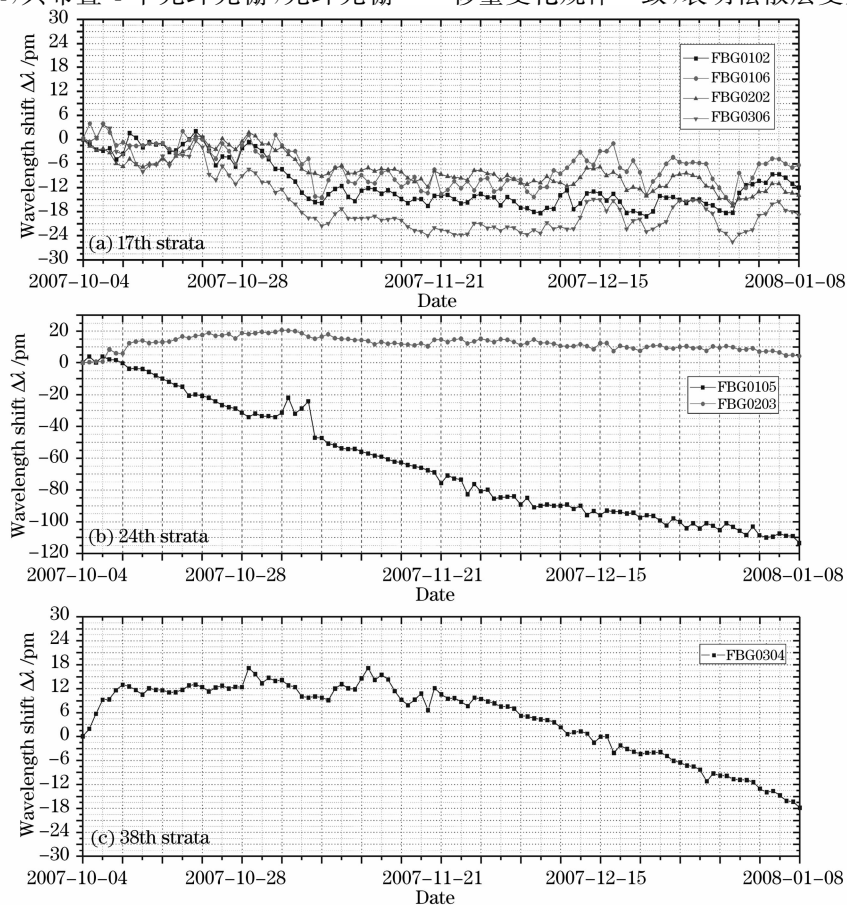 30
24
18
12
6
0
−6
−12
−18
−24
−30
Wavelength shift Δλ /pm
FBG0102
FBG0106
FBG0202
FBG0306
(a) 17th strata
2007−10−04 2007−10−28 2007−11−21 2007−12−15 2008−01−08
Date
20
0
−20
−40
−60
−80
−100
−120
Wavelength shift Δλ /pm
FBG0105
FBG0203
(b) 24th strata
2007−10−04 2007−10−28 2007−11−21 2007−12−15 2008−01−08
Date
30
24
18
12
6
0
−6
−12
−18
−24
−30
Wavelength shift Δλ /pm
FBG0304
(c) 38th strata
2007−10−04 2007−10−28 2007−11−21 2007−12−15 2008−01−08
Date